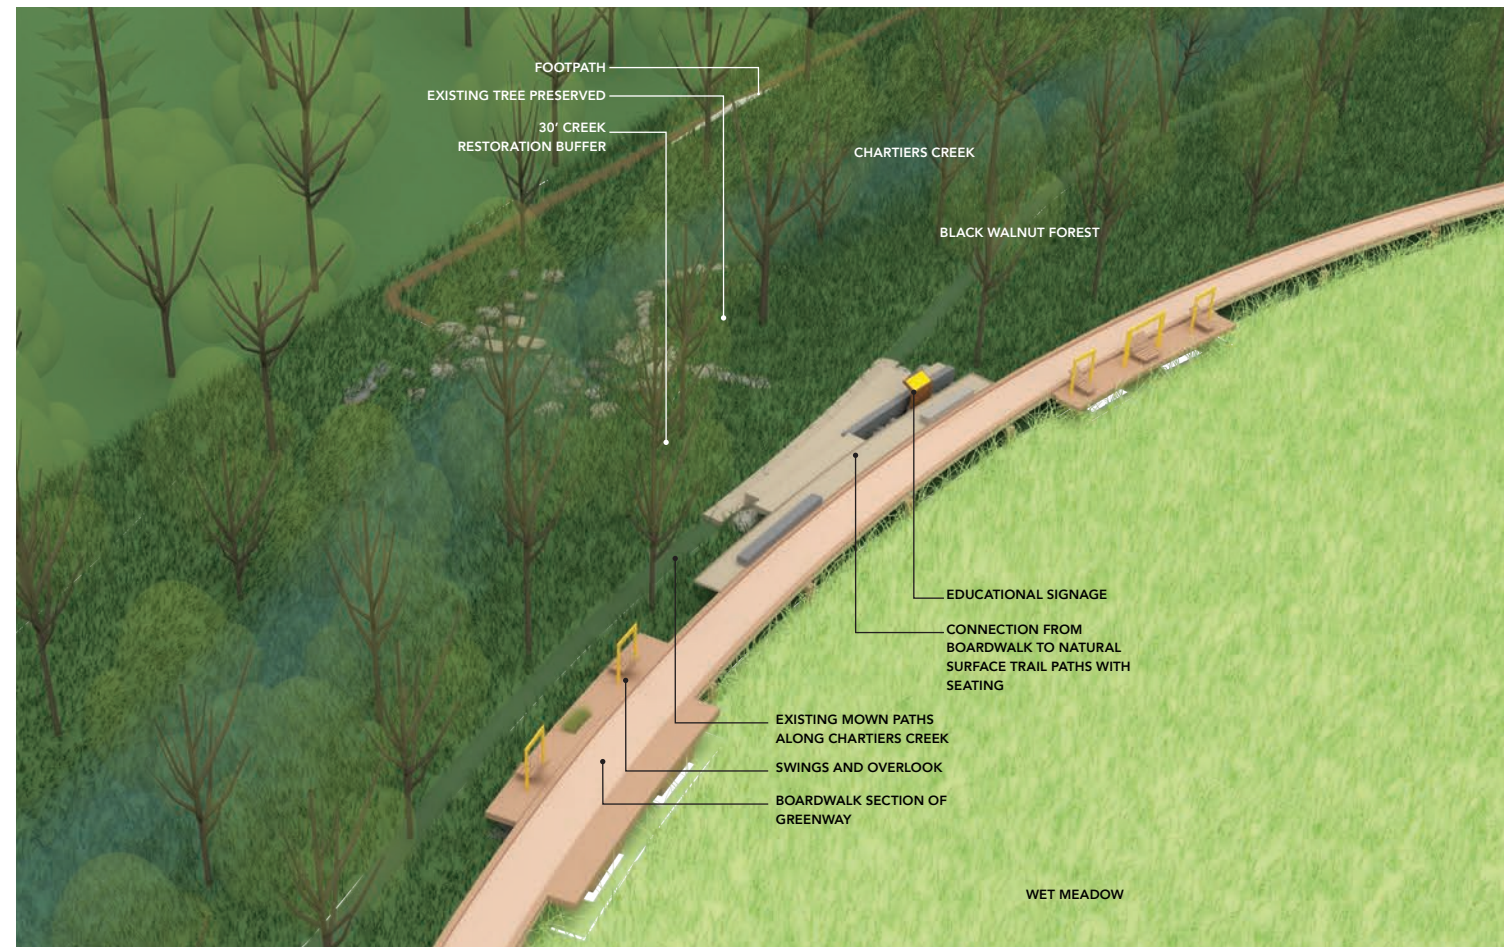 FOOTPATH
EXISTING TREE PRESERVED
30’ CREEK
RESTORATION BUFFER
CHARTIERS CREEK
BLACK WALNUT FOREST
EDUCATIONAL SIGNAGE
CONNECTION FROM
BOARDWALK TO NATURAL
SURFACE TRAIL PATHS WITH
SEATING
EXISTING MOWN PATHS
ALONG CHARTIERS CREEK
SWINGS AND OVERLOOK
BOARDWALK SECTION OF
GREENWAY
WET MEADOW